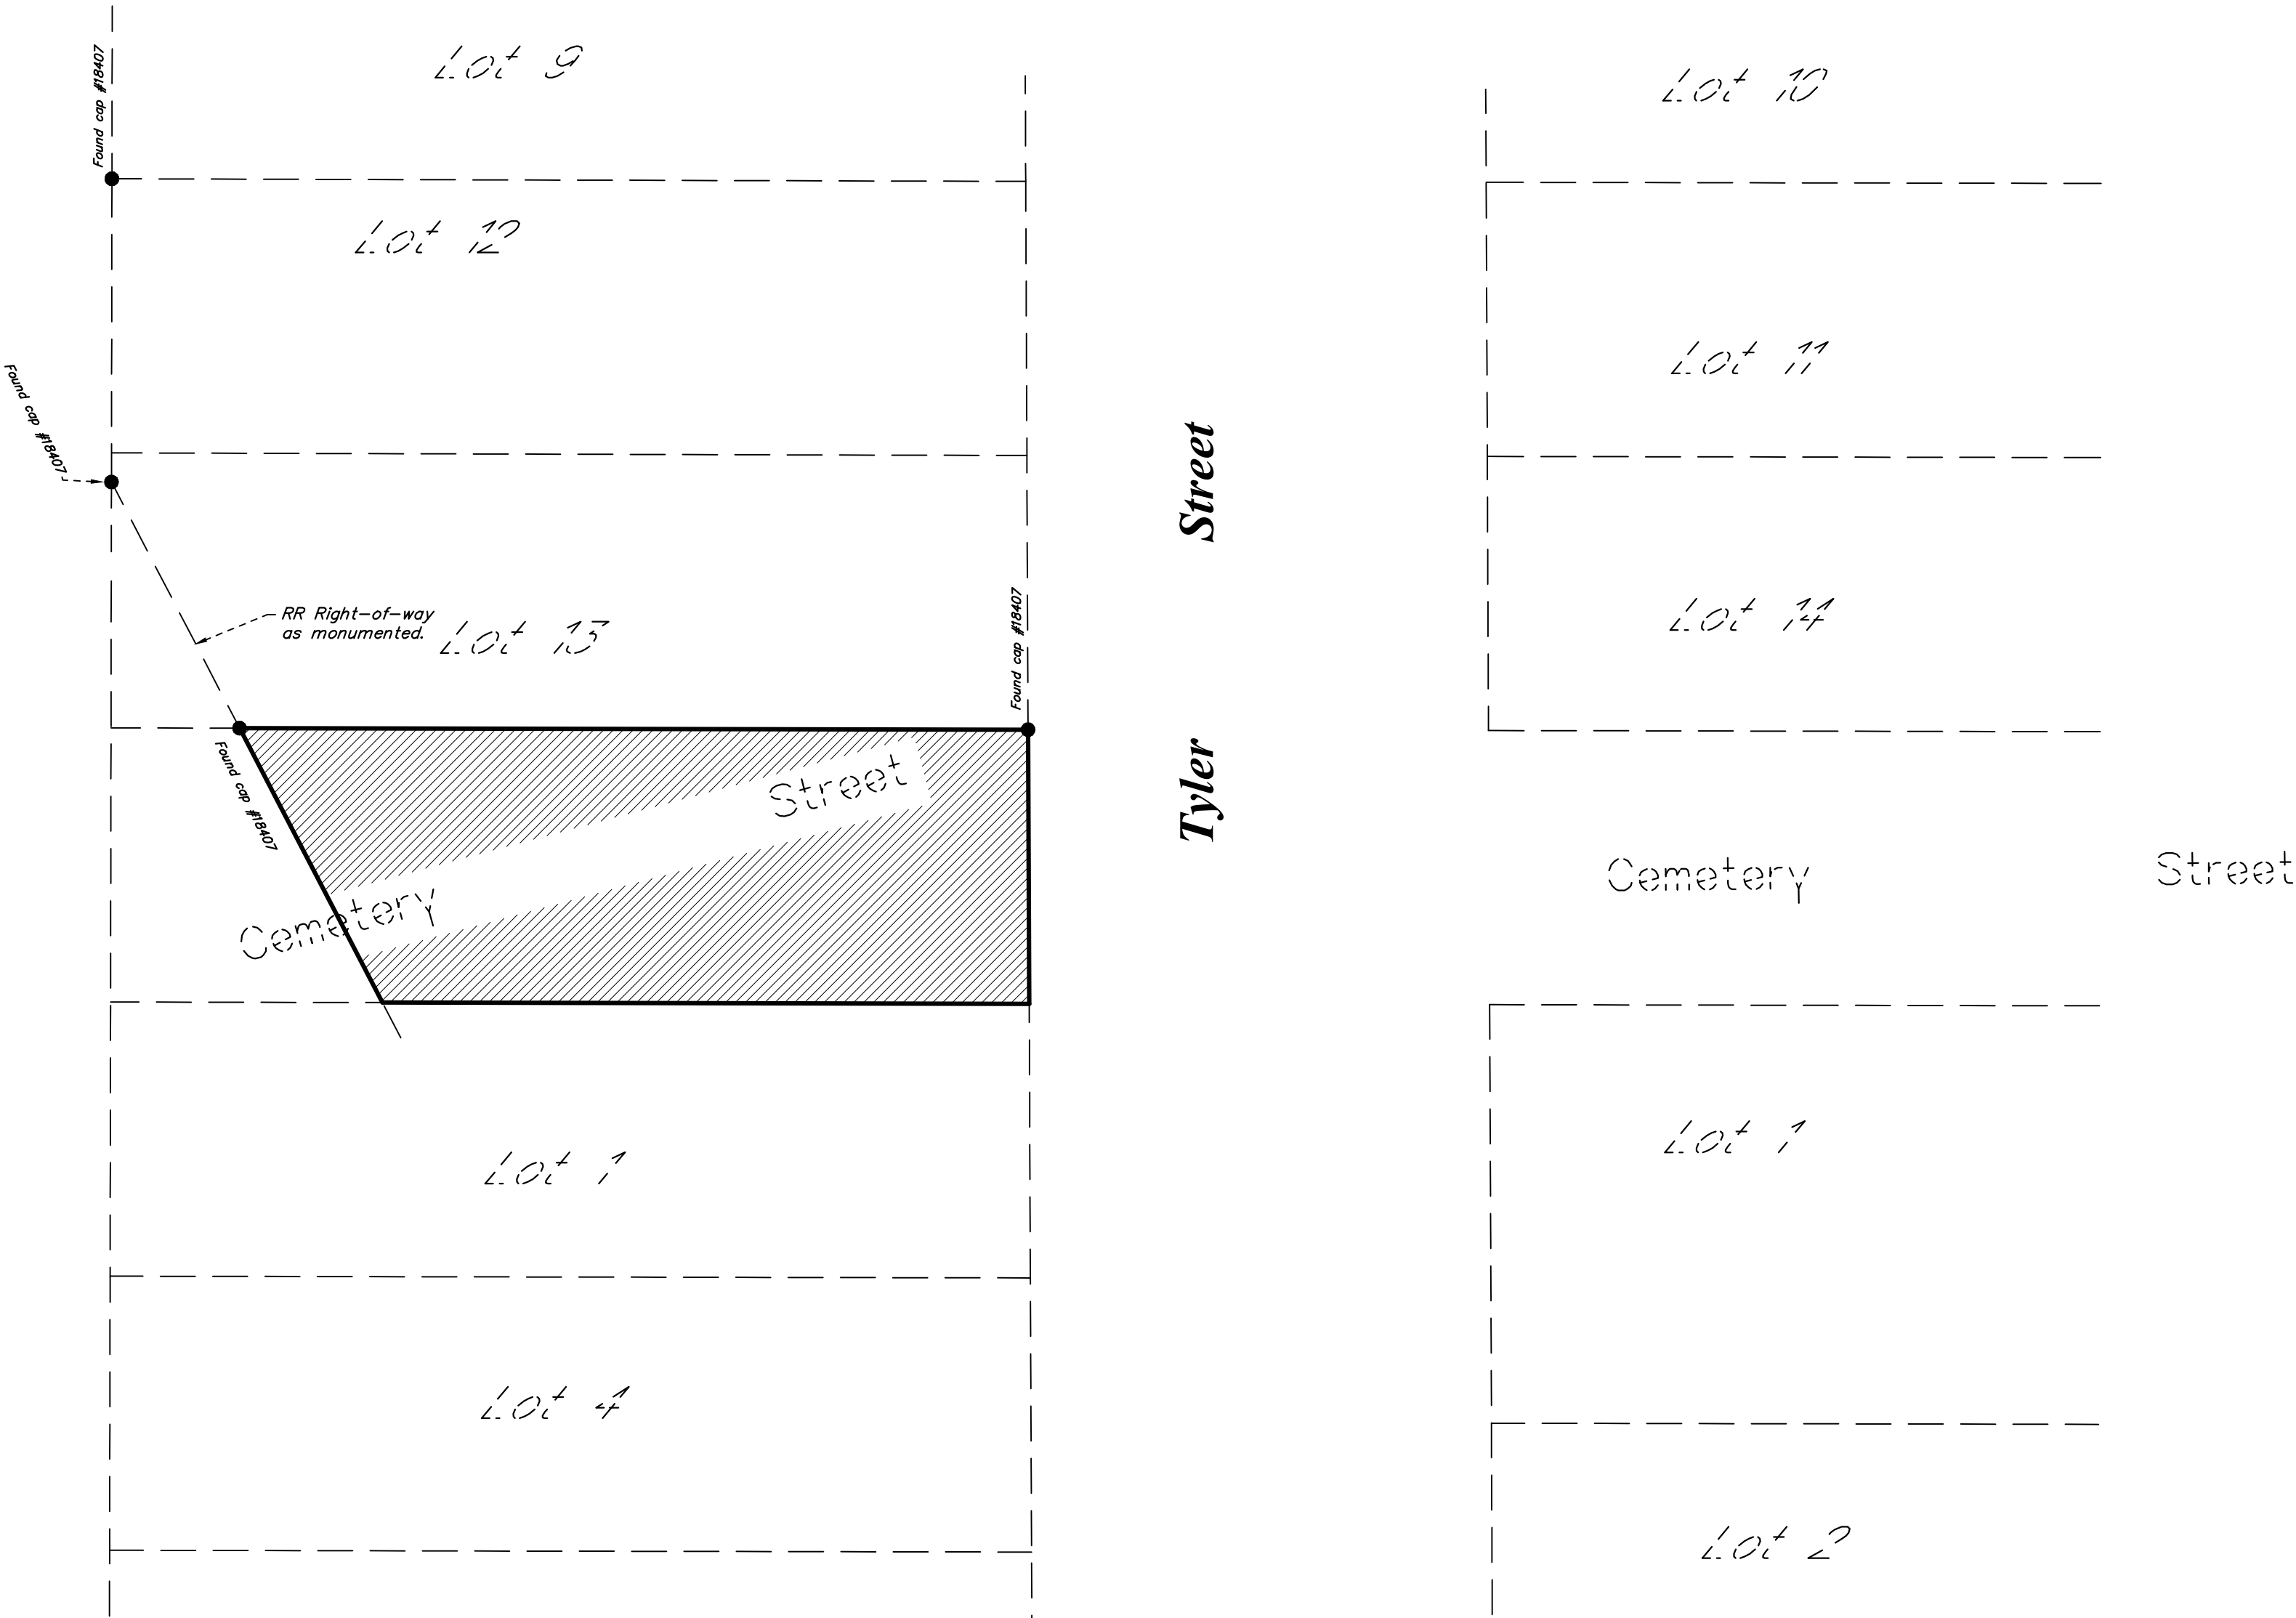 Found cap #18407
Lot 9
Lot 10
Lot 12
Lot 11
Found cap #18407
RR Right-of-way
as monumented.
Lot 13
Found cap #18407
Tyler Street
Lot 14
Found cap #18407
Cemetery Street
Cemetery Street
Lot 1
Lot 1
Lot 4
Lot 2